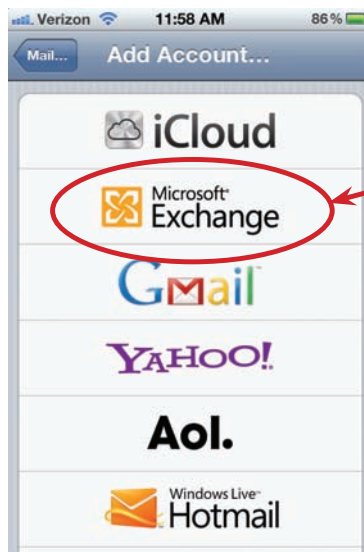 Verizon 11:58 AM 86%
Mail... Add Account...
iCloud
Microsoft
Exchange
Gmail
YAHOO!
Aol.
Windows Live
Hotmail